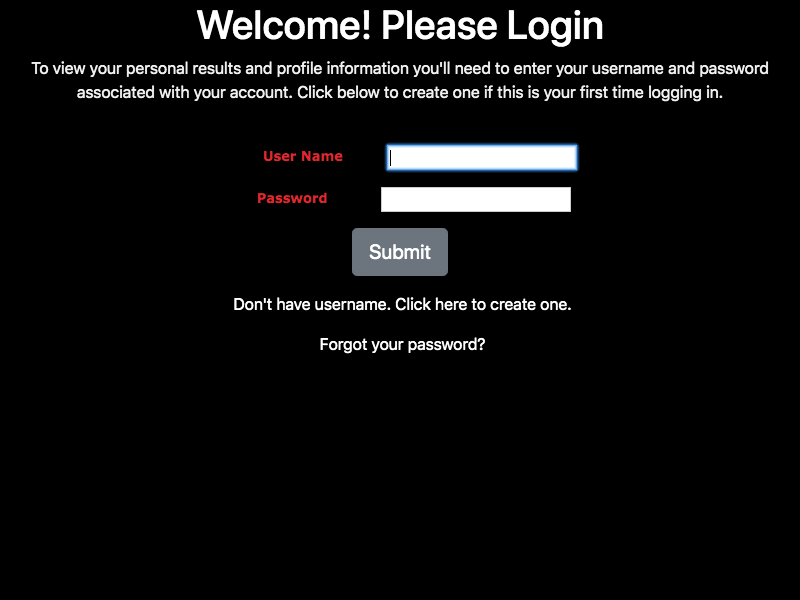 Welcome! Please Login
To view your personal results and profile information you'll need to enter your username and password
associated with your account. Click below to create one if this is your first time logging in.
User Name
Password
Submit
Don't have username. Click here to create one.
Forgot your password?